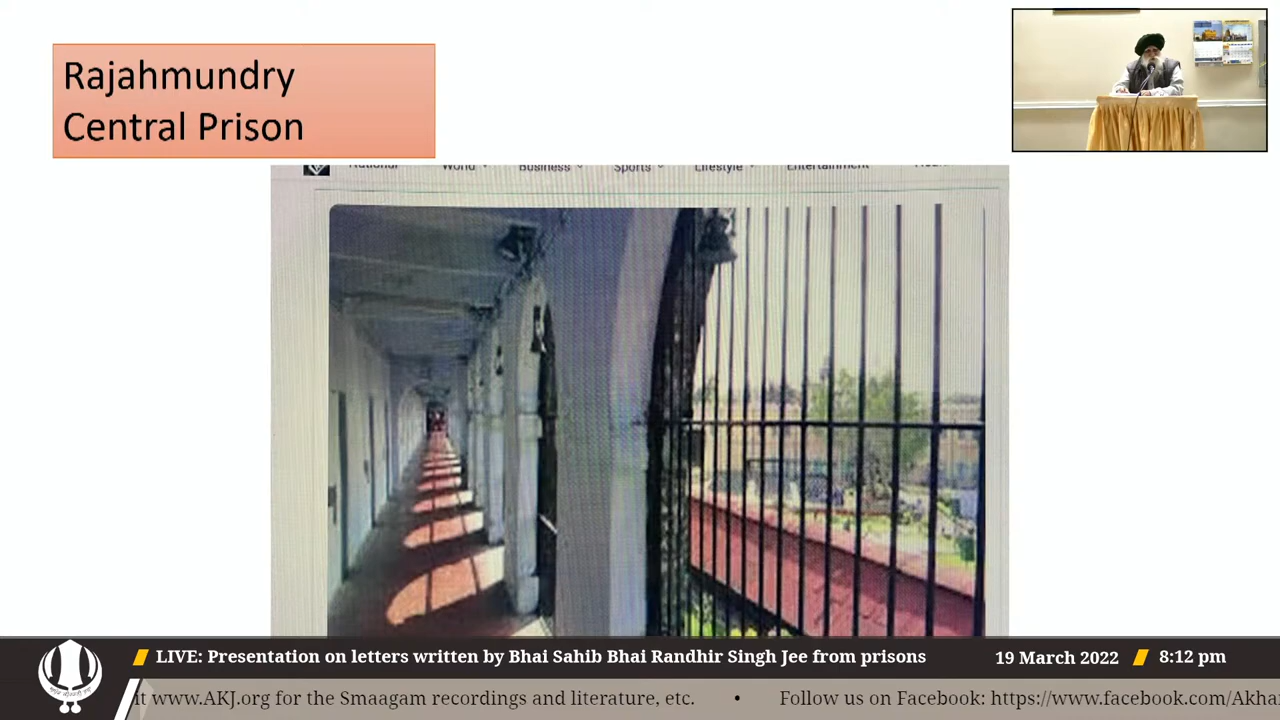 Rajahmundry
Central Prison
National World Business Sports Lifestyle Entertainment
LIVE: Presentation on letters written by Bhai Sahib Bhai Randhir Singh Jee from prisons
19 March 2022 8:12 pm
www.AKJ.org for the Smaagam recordings and literature, etc. • Follow us on Facebook: https://www.facebook.com/Akha